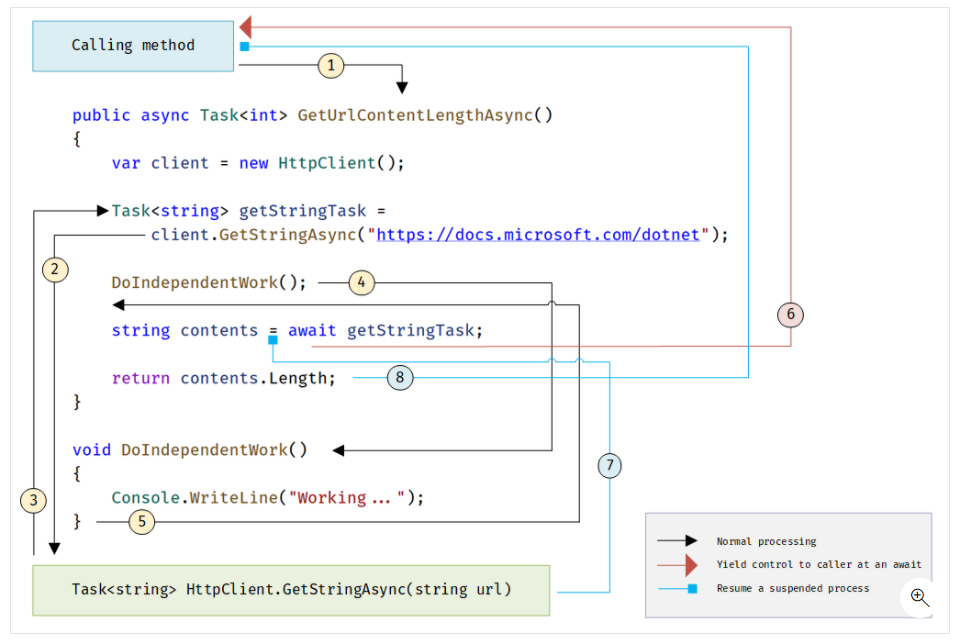 Calling method
1
public async Task<int> GetUrlContentLengthAsync()
{
var client = new HttpClient();
Task<string> getStringTask =
client.GetStringAsync("https://docs.microsoft.com/dotnet");
2
DoIndependentWork();
4
6
string contents = await getStringTask;
return contents.Length;
8
}
void DoIndependentWork()
7
{
3
Console.WriteLine("Working...");
}
5
Normal processing
Yield control to caller at an await
Resume a suspended process
Task<string> HttpClient.GetStringAsync(string url)